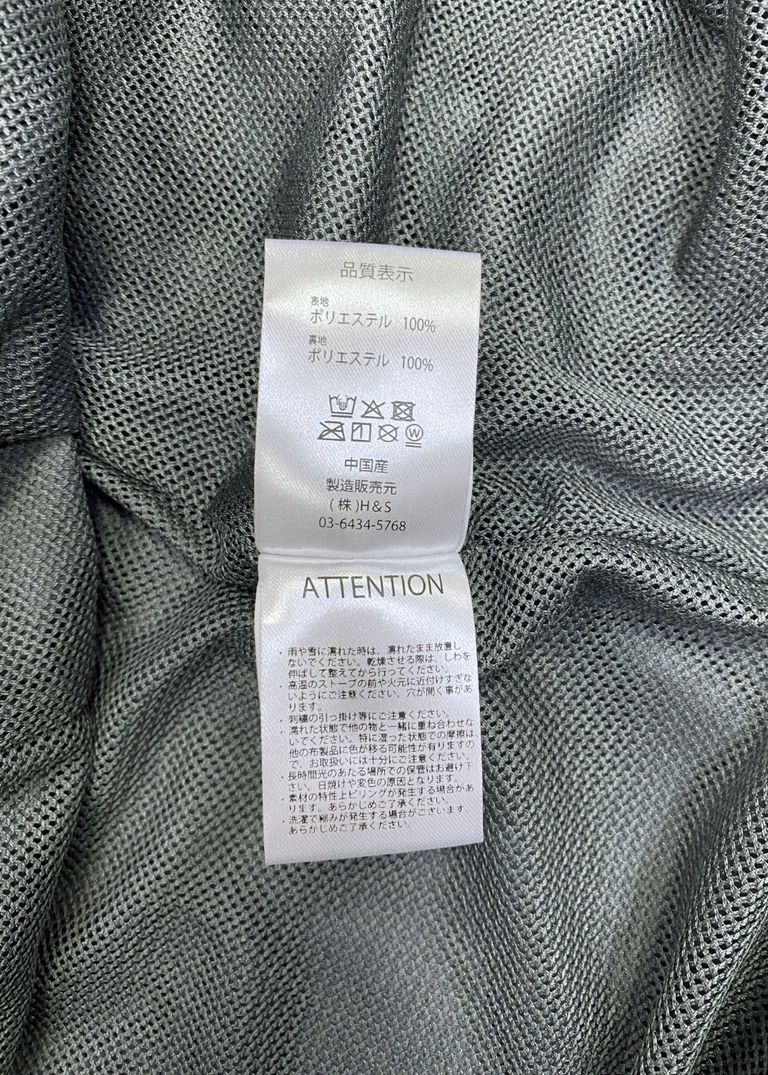 品質表示
表地
ポリエステル 100%
裏地
ポリエステル 100%
中国産
製造販売元
(株)H&S
03-6434-5768
ATTENTION
・雨や雪に濡れた時は、濡れたまま放置し
ないでください。乾燥させる際は、しわを
伸ばして整えてから行ってください。
・高温のストーブの前や火元に近付けすぎな
いようにご注意ください。穴が開く事があ
ります。
・刺繍の引っ掛け等にご注意ください。
・濡れた状態で他の物と一緒に重ね合わせな
いでください。特に湿った状態での摩擦は
他の布製品に色が移る可能性が有りますの
で、お取扱いには十分にご注意ください。
・長時間光のあたる場所での保管はお避け下
さい。日焼けや変色の原因となります。
・素材の特性上ピリングが発生する場合があ
ります。あらかじめご了承ください。
・洗濯で縮みが発生する場合がございます。
あらかじめご了承ください。